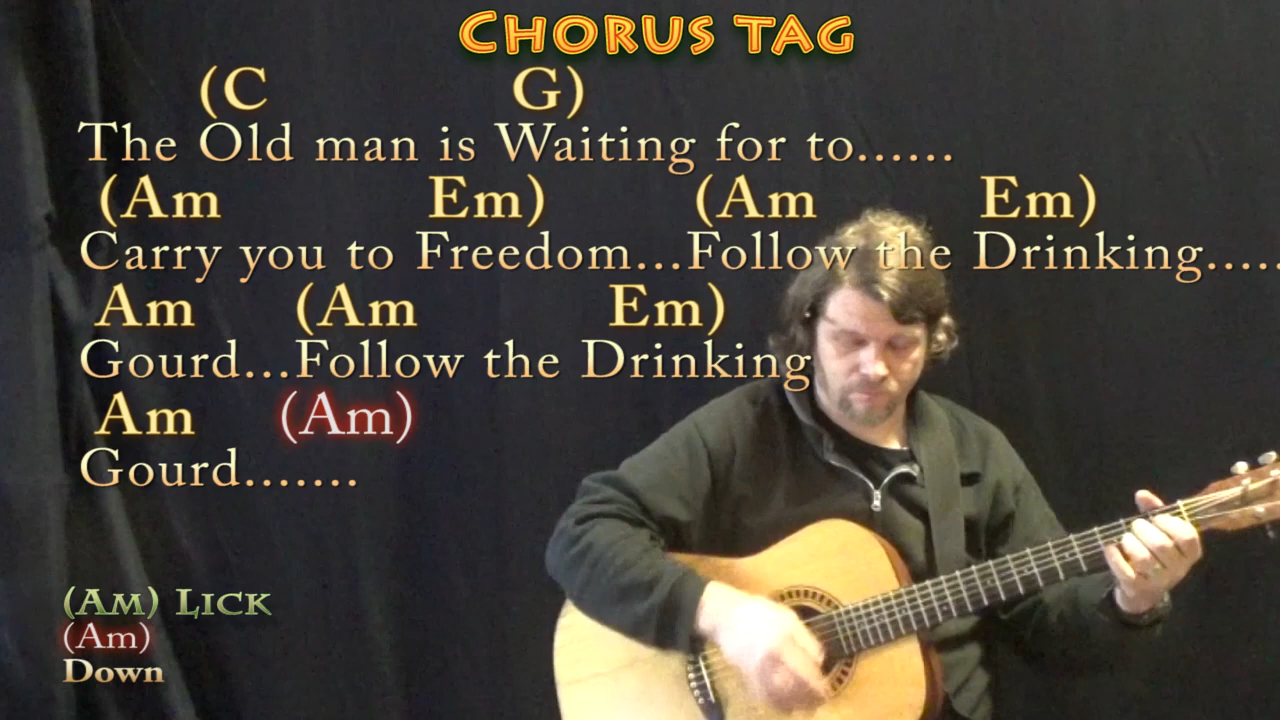 CHORUS TAG
(C G)
The Old man is Waiting for to......
(Am Em) (Am Em)
Carry you to Freedom...Follow the Drinking.....
Am (Am Em)
Gourd...Follow the Drinking
Am (Am)
Gourd.......
(AM) LICK
(Am)
Down